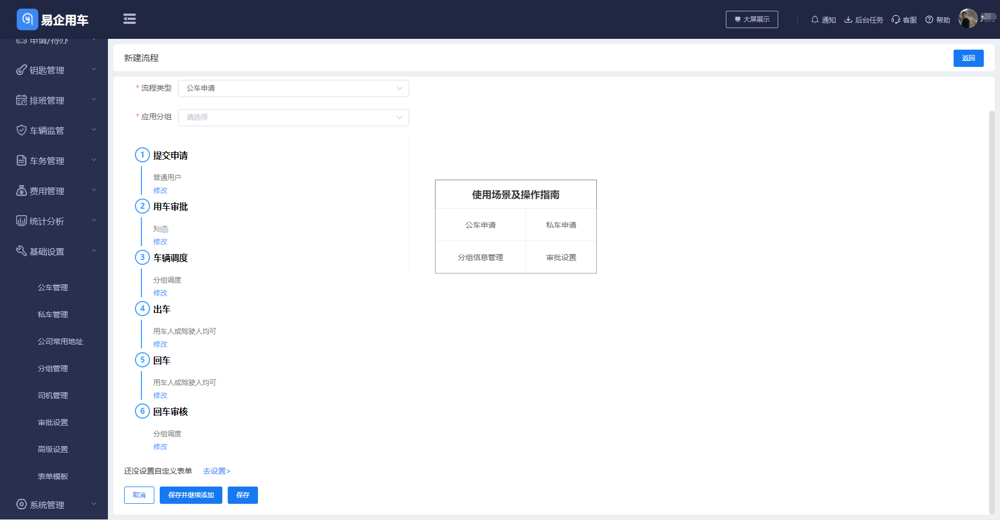 易企用车
大屏展示
通知
后台任务
客服
帮助
申请/待办
钥匙管理
排班管理
车辆监管
车务管理
费用管理
统计分析
基础设置
公车管理
私车管理
公司常用地址
分组管理
司机管理
审批设置
高级设置
表单模板
系统管理
新建流程
返回
* 流程类型 公车申请
* 应用分组 请选择
1 提交申请
普通用户
修改
2 用车审批
修改
3 车辆调度
分组调度
修改
4 出车
用车人或驾驶人均可
修改
5 回车
用车人或驾驶人均可
修改
6 回车审核
分组调度
修改
使用场景及操作指南
公车申请 私车申请
分组信息管理 审批设置
还没设置自定义表单 去设置>
取消 保存并继续添加 保存